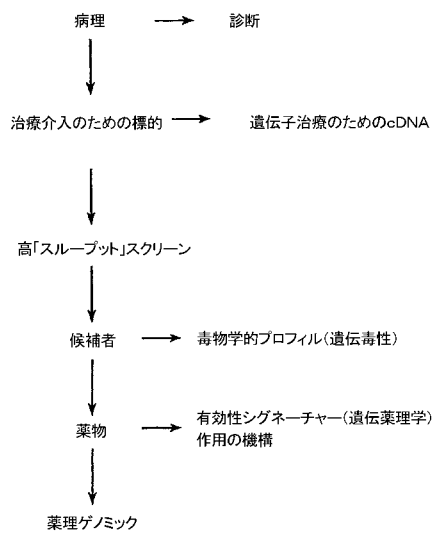 病理
診断
治療介入のための標的
遺伝子治療のためのcDNA
高「スループット」スクリーン
候補者
毒物学的プロフィル(遺伝毒性)
薬物
有効性シグネーチャー(遺伝薬理学)
作用の機構
薬理ゲノミック